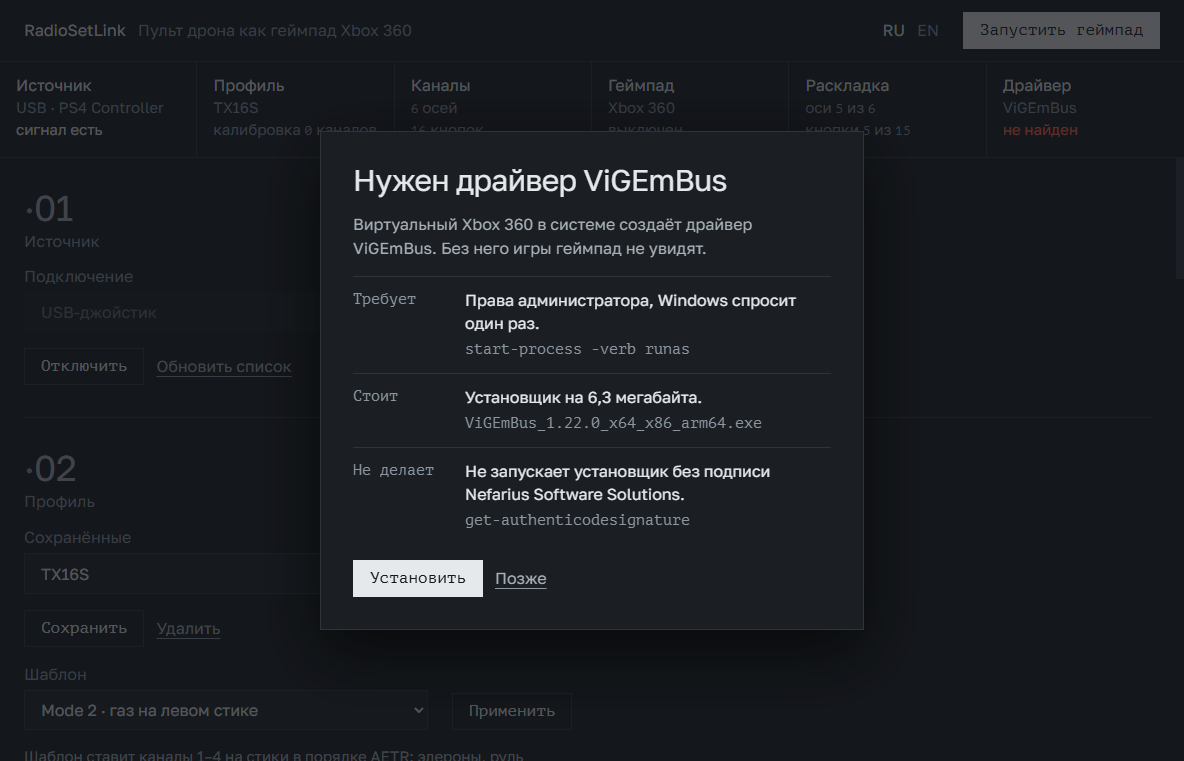 RadioSetLink Пульт дрона как геймпад Xbox 360 RU EN Запустить геймпад
Источник Профиль Каналы Геймпад Раскладка Драйвер
USB · PS4 Controller TX16S 6 осей Xbox 360 оси 5 из 6 ViGEmBus
сигнал есть калибровка 0 каналов 16 кнопок выключен кнопки 5 из 15 не найден
·01
Источник
Подключение
USB-джойстик
Отключить Обновить список
·02
Профиль
Сохранённые
TX16S
Сохранить Удалить
Шаблон
Mode 2 · газ на левом стике Применить
Шаблон ставит каналы 1–4 на стики в порядке AETR: элероны, руль
Нужен драйвер ViGEmBus
Виртуальный Xbox 360 в системе создаёт драйвер
ViGEmBus. Без него игры геймпад не увидят.
Требует Права администратора, Windows спросит
один раз.
start-process -verb runas
Стоит Установщик на 6,3 мегабайта.
ViGEmBus_1.22.0_x64_x86_arm64.exe
Не делает Не запускает установщик без подписи
Nefarius Software Solutions.
get-authenticodesignature
Установить Позже